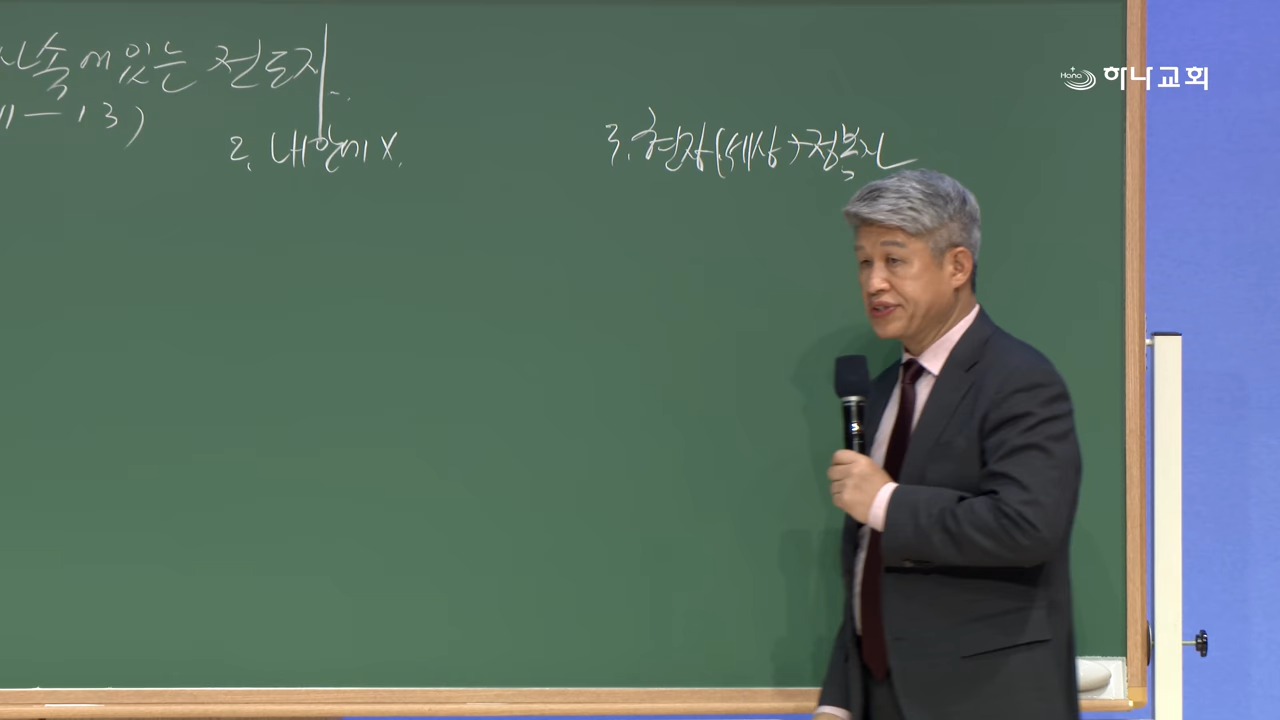 속에있는 전도자
11-13)
2. 내안에 X.
3. 현장(세상)정복자
Hana 하나교회